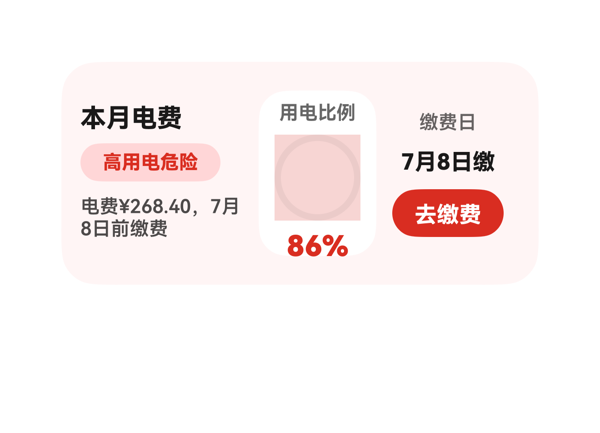 本月电费
高用电危险
电费¥268.40，7月
8日前缴费
用电比例
86%
缴费日
7月8日缴
去缴费